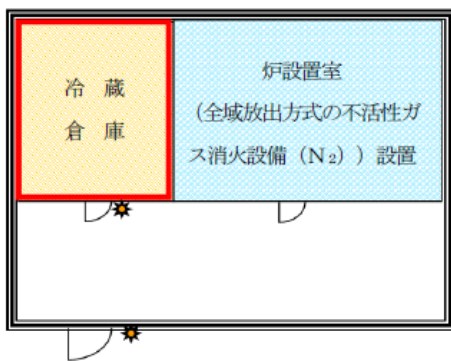 冷 蔵
倉 庫
炉設置室
(全域放出方式の不活性ガ
ス消火設備(N₂))設置